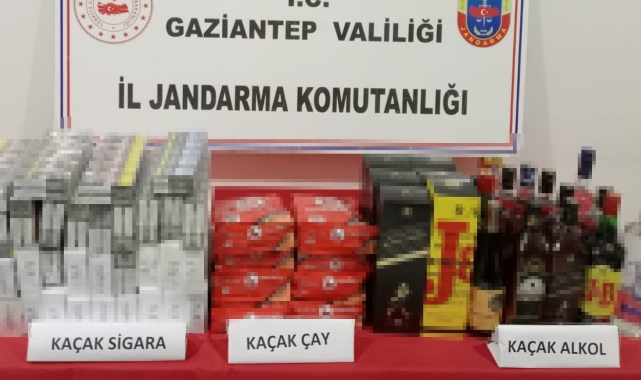 T.C.
GAZİANTEP VALİLİĞİ
İL JANDARMA KOMUTANLIĞI
JANDARMA
KAÇAK SİGARA
KAÇAK ÇAY
KAÇAK ALKOL
J&B